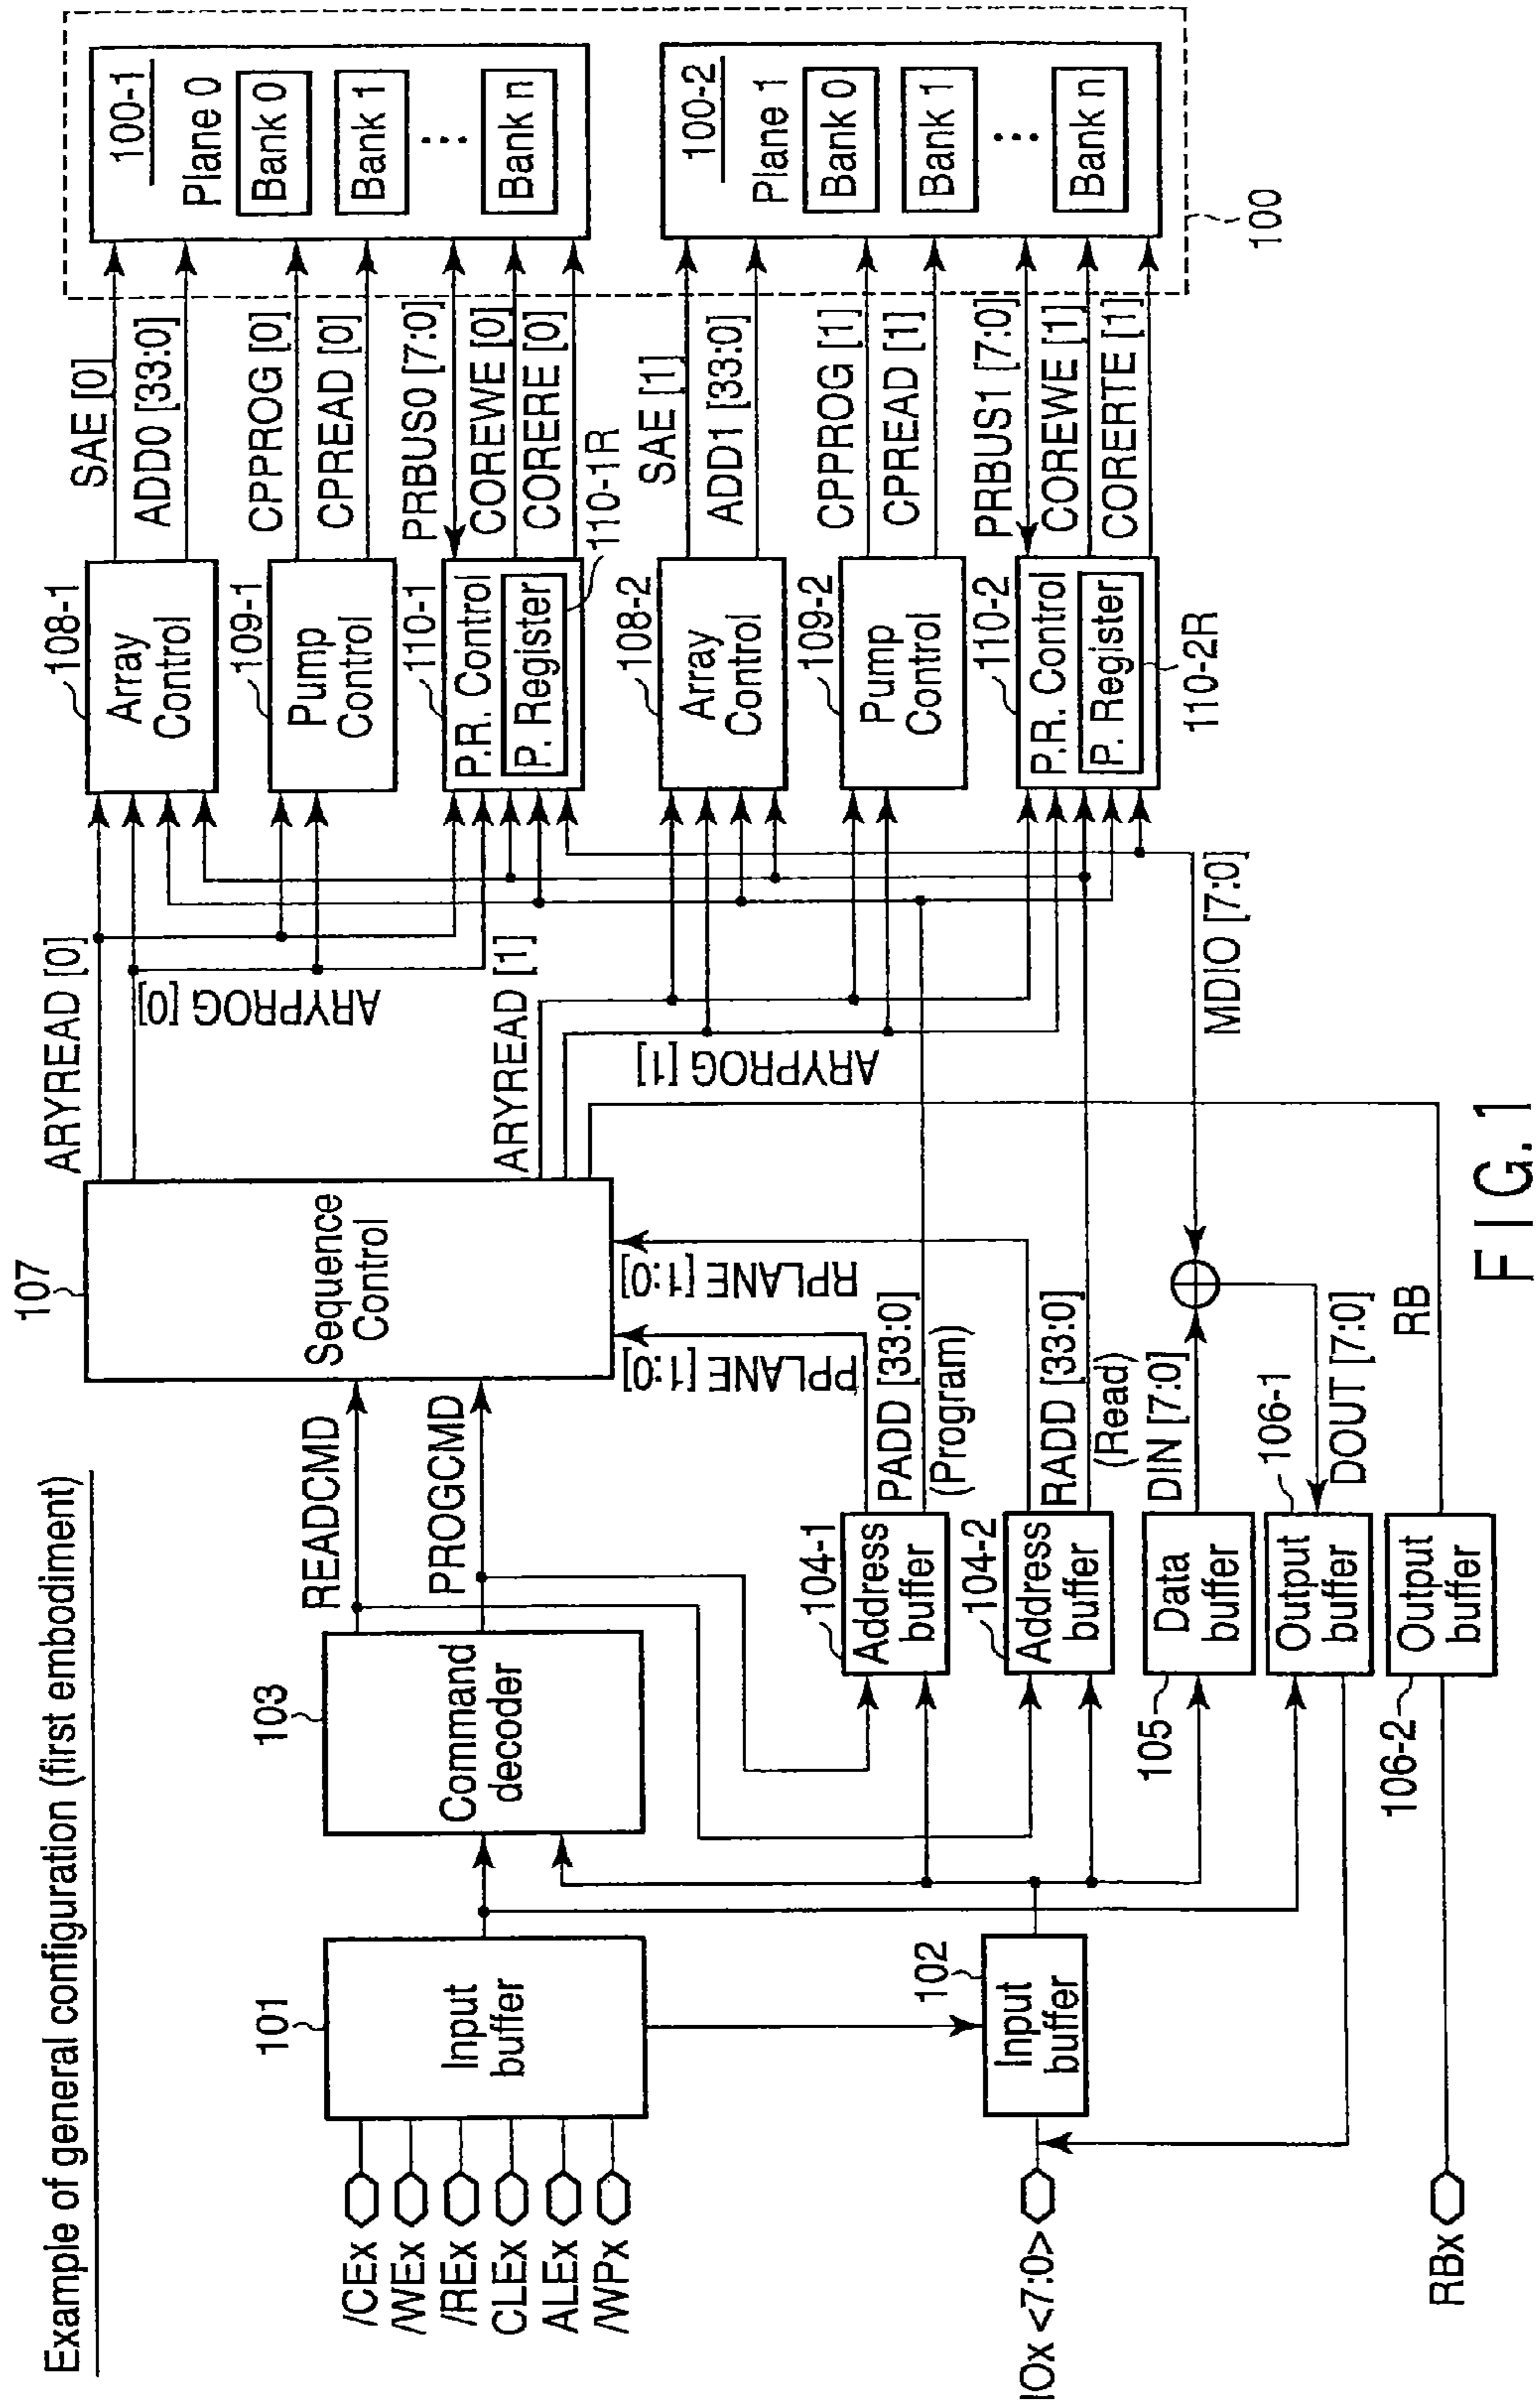 Example of general configuration (first embodiment)
/CEx
/WEx
/REx
CLEx
ALEx
/WPx
IOx <7:0>
RBx
101
Input
buffer
102
Input
buffer
103
Command
decoder
READCMD
PROGCMD
104-1
Address
buffer
104-2
Address
buffer
105
Data
buffer
106-1
Output
buffer
106-2
Output
buffer
PPLANE [1:0]
RPLANE [1:0]
PADD [33:0]
(Program)
RADD [33:0]
(Read)
DIN [7:0]
DOUT [7:0]
RB
107
Sequence
Control
ARYREAD [0]
ARYPROG [0]
ARYREAD [1]
ARYPROG [1]
MDIO [7:0]
108-1
Array
Control
109-1
Pump
Control
110-1
P.R. Control
P. Register
110-1R
108-2
Array
Control
109-2
Pump
Control
110-2
P.R. Control
P. Register
110-2R
SAE [0]
ADD0 [33:0]
CPPROG [0]
CPREAD [0]
PRBUS0 [7:0]
COREWE [0]
CORERE [0]
SAE [1]
ADD1 [33:0]
CPPROG [1]
CPREAD [1]
PRBUS1 [7:0]
COREWE [1]
CORERTE [1]
100-1
Plane 0
Bank 0
Bank 1
...
Bank n
100-2
Plane 1
Bank 0
Bank 1
...
Bank n
100
FIG. 1